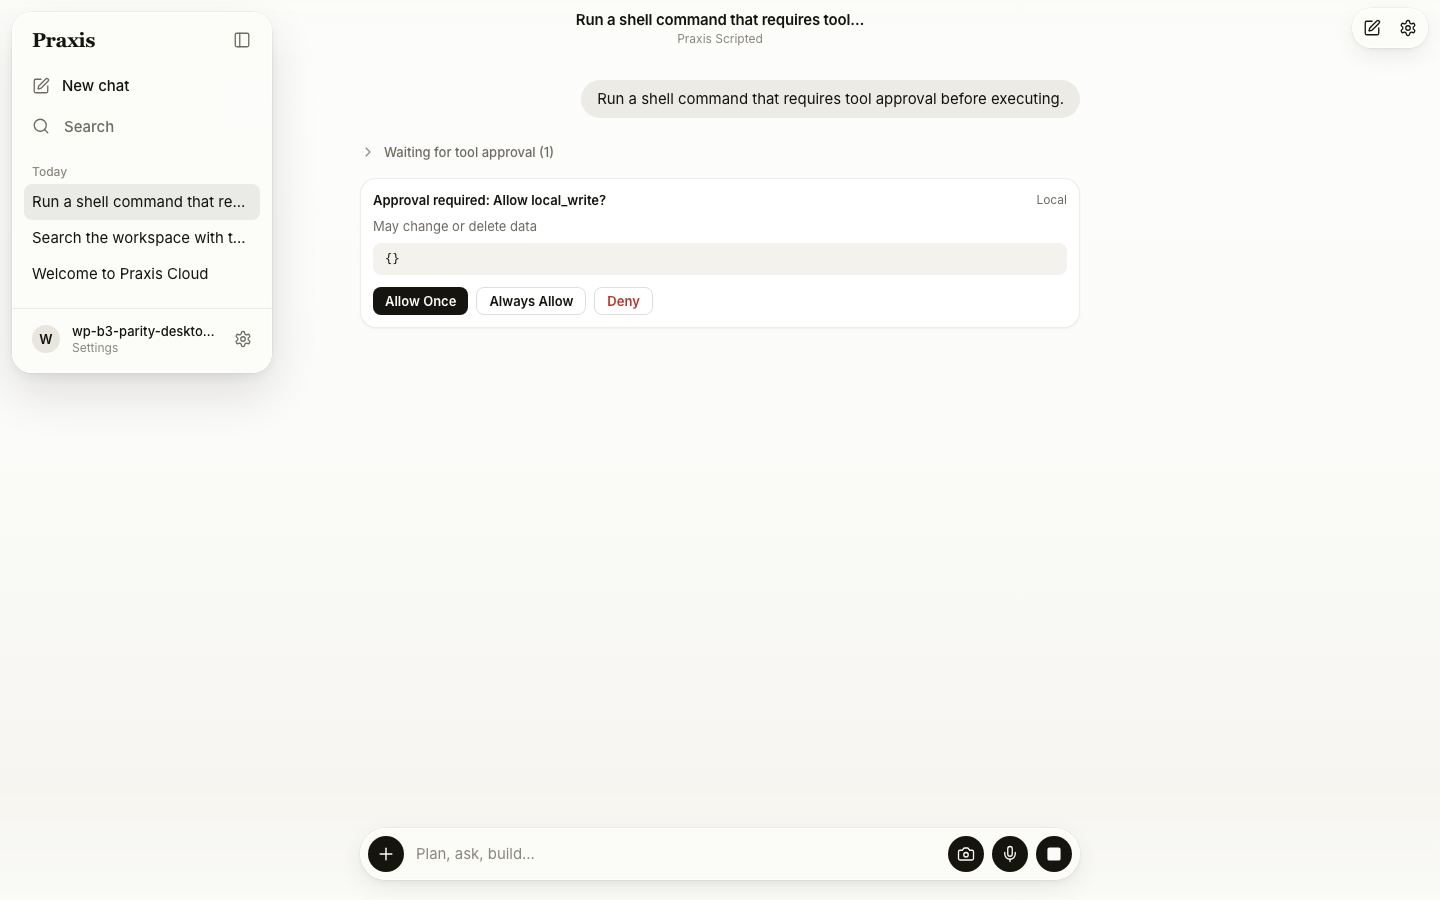 Praxis
New chat
Search
Today
Run a shell command that re...
Search the workspace with t...
Welcome to Praxis Cloud
W
wp-b3-parity-deskto...
Settings
Run a shell command that requires tool...
Praxis Scripted
Run a shell command that requires tool approval before executing.
Waiting for tool approval (1)
Approval required: Allow local_write?
Local
May change or delete data
{}
Allow Once
Always Allow
Deny
Plan, ask, build...